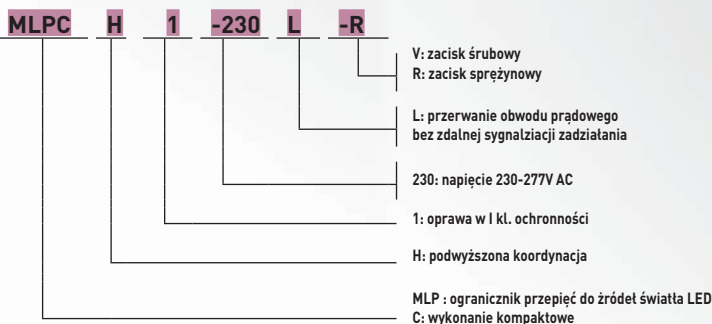 MLPC H 1 -230 L -R
V: zacisk śrubowy
R: zacisk sprężynowy
L: przerwanie obwodu prądowego
bez zdalnej sygnalziacji zadziałania
230: napięcie 230-277V AC
1: oprawa w I kl. ochronności
H: podwyższona koordynacja
MLP : ogranicznik przepięć do żródeł światła LED
C: wykonanie kompaktowe